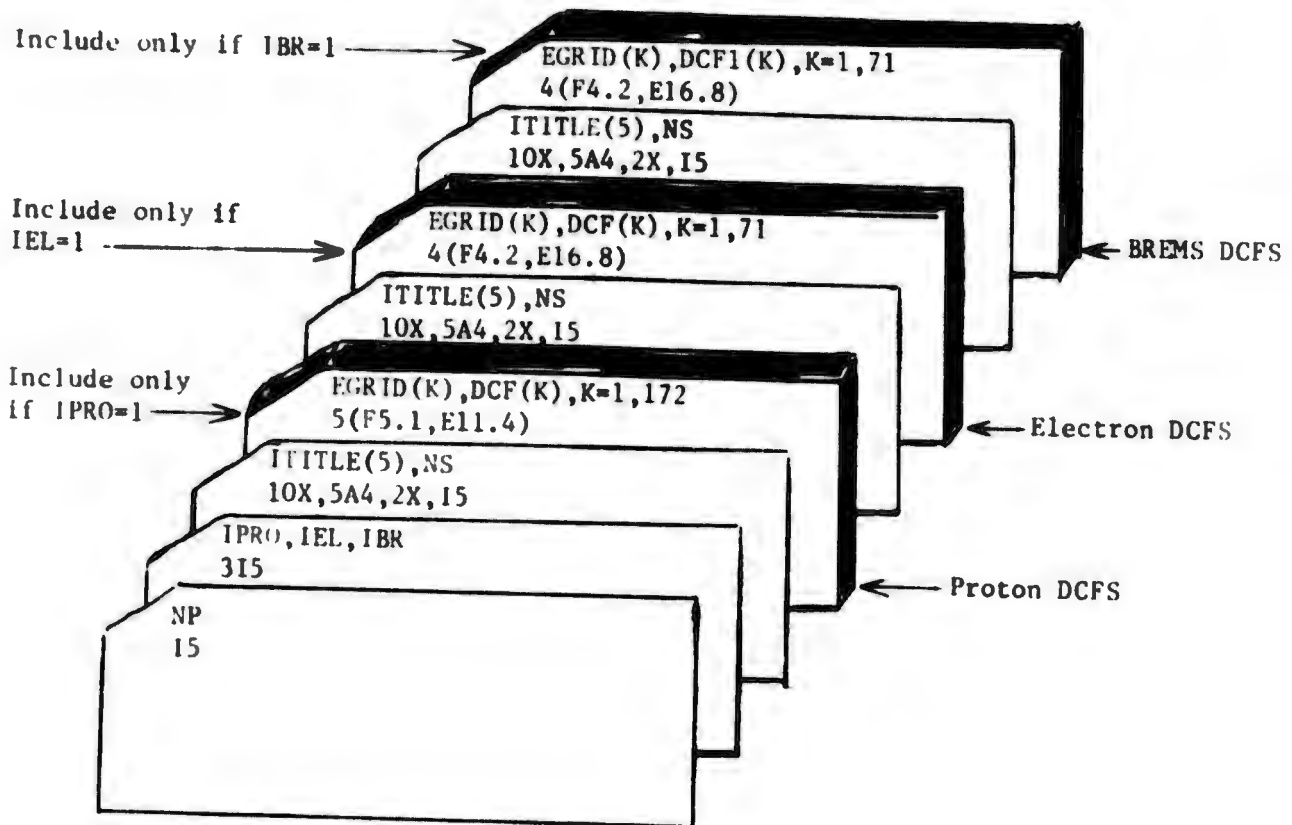 Include only if IBR=1
EGRID(K),DCF1(K),K=1,71
4(F4.2,E16.8)
ITITLE(5),NS
10X,5A4,2X,I5
Include only if
IEL=1
EGRID(K),DCF(K),K=1,71
4(F4.2,E16.8)
BREMS DCFS
ITITLE(5),NS
10X,5A4,2X,I5
Include only
if IPRO=1
EGRID(K),DCF(K),K=1,172
5(F5.1,E11.4)
Electron DCFS
ITITLE(5),NS
10X,5A4,2X,I5
IPRO,IEL,IBR
3I5
Proton DCFS
NP
I5